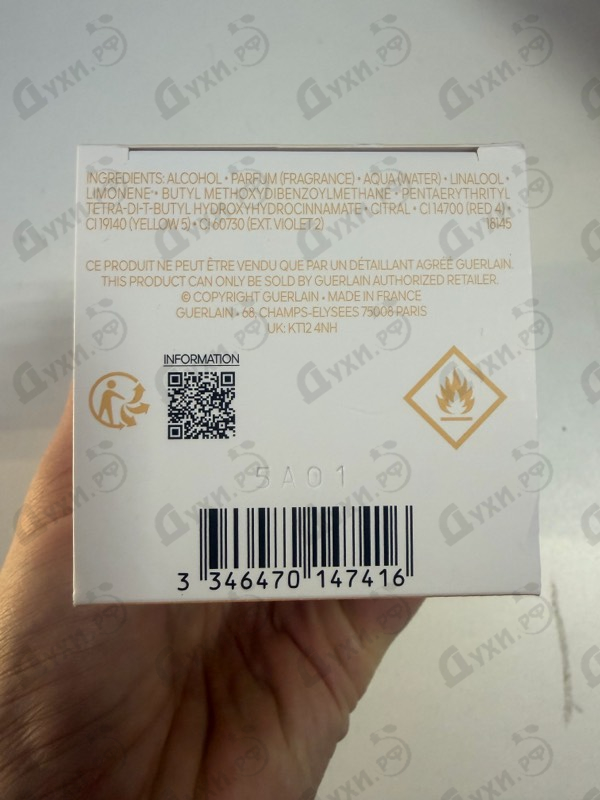 INGREDIENTS: ALCOHOL • PARFUM (FRAGRANCE) • AQUA (WATER) • LINALOOL •
LIMONENE • BUTYL METHOXYDIBENZOYLMETHANE • PENTAERYTHRITYL
TETRA-DI-T-BUTYL HYDROXYHYDROCINNAMATE • CITRAL • CI 14700 (RED 4) •
CI 19140 (YELLOW 5) • CI 60730 (EXT. VIOLET 2) 18145
CE PRODUIT NE PEUT ÊTRE VENDU QUE PAR UN DÉTAILLANT AGRÉÉ GUERLAIN.
THIS PRODUCT CAN ONLY BE SOLD BY GUERLAIN AUTHORIZED RETAILER.
© COPYRIGHT GUERLAIN • MADE IN FRANCE
GUERLAIN • 68, CHAMPS-ELYSEES 75008 PARIS
UK: KT12 4NH
INFORMATION
5A01
3 346470 147416
Духи.рф